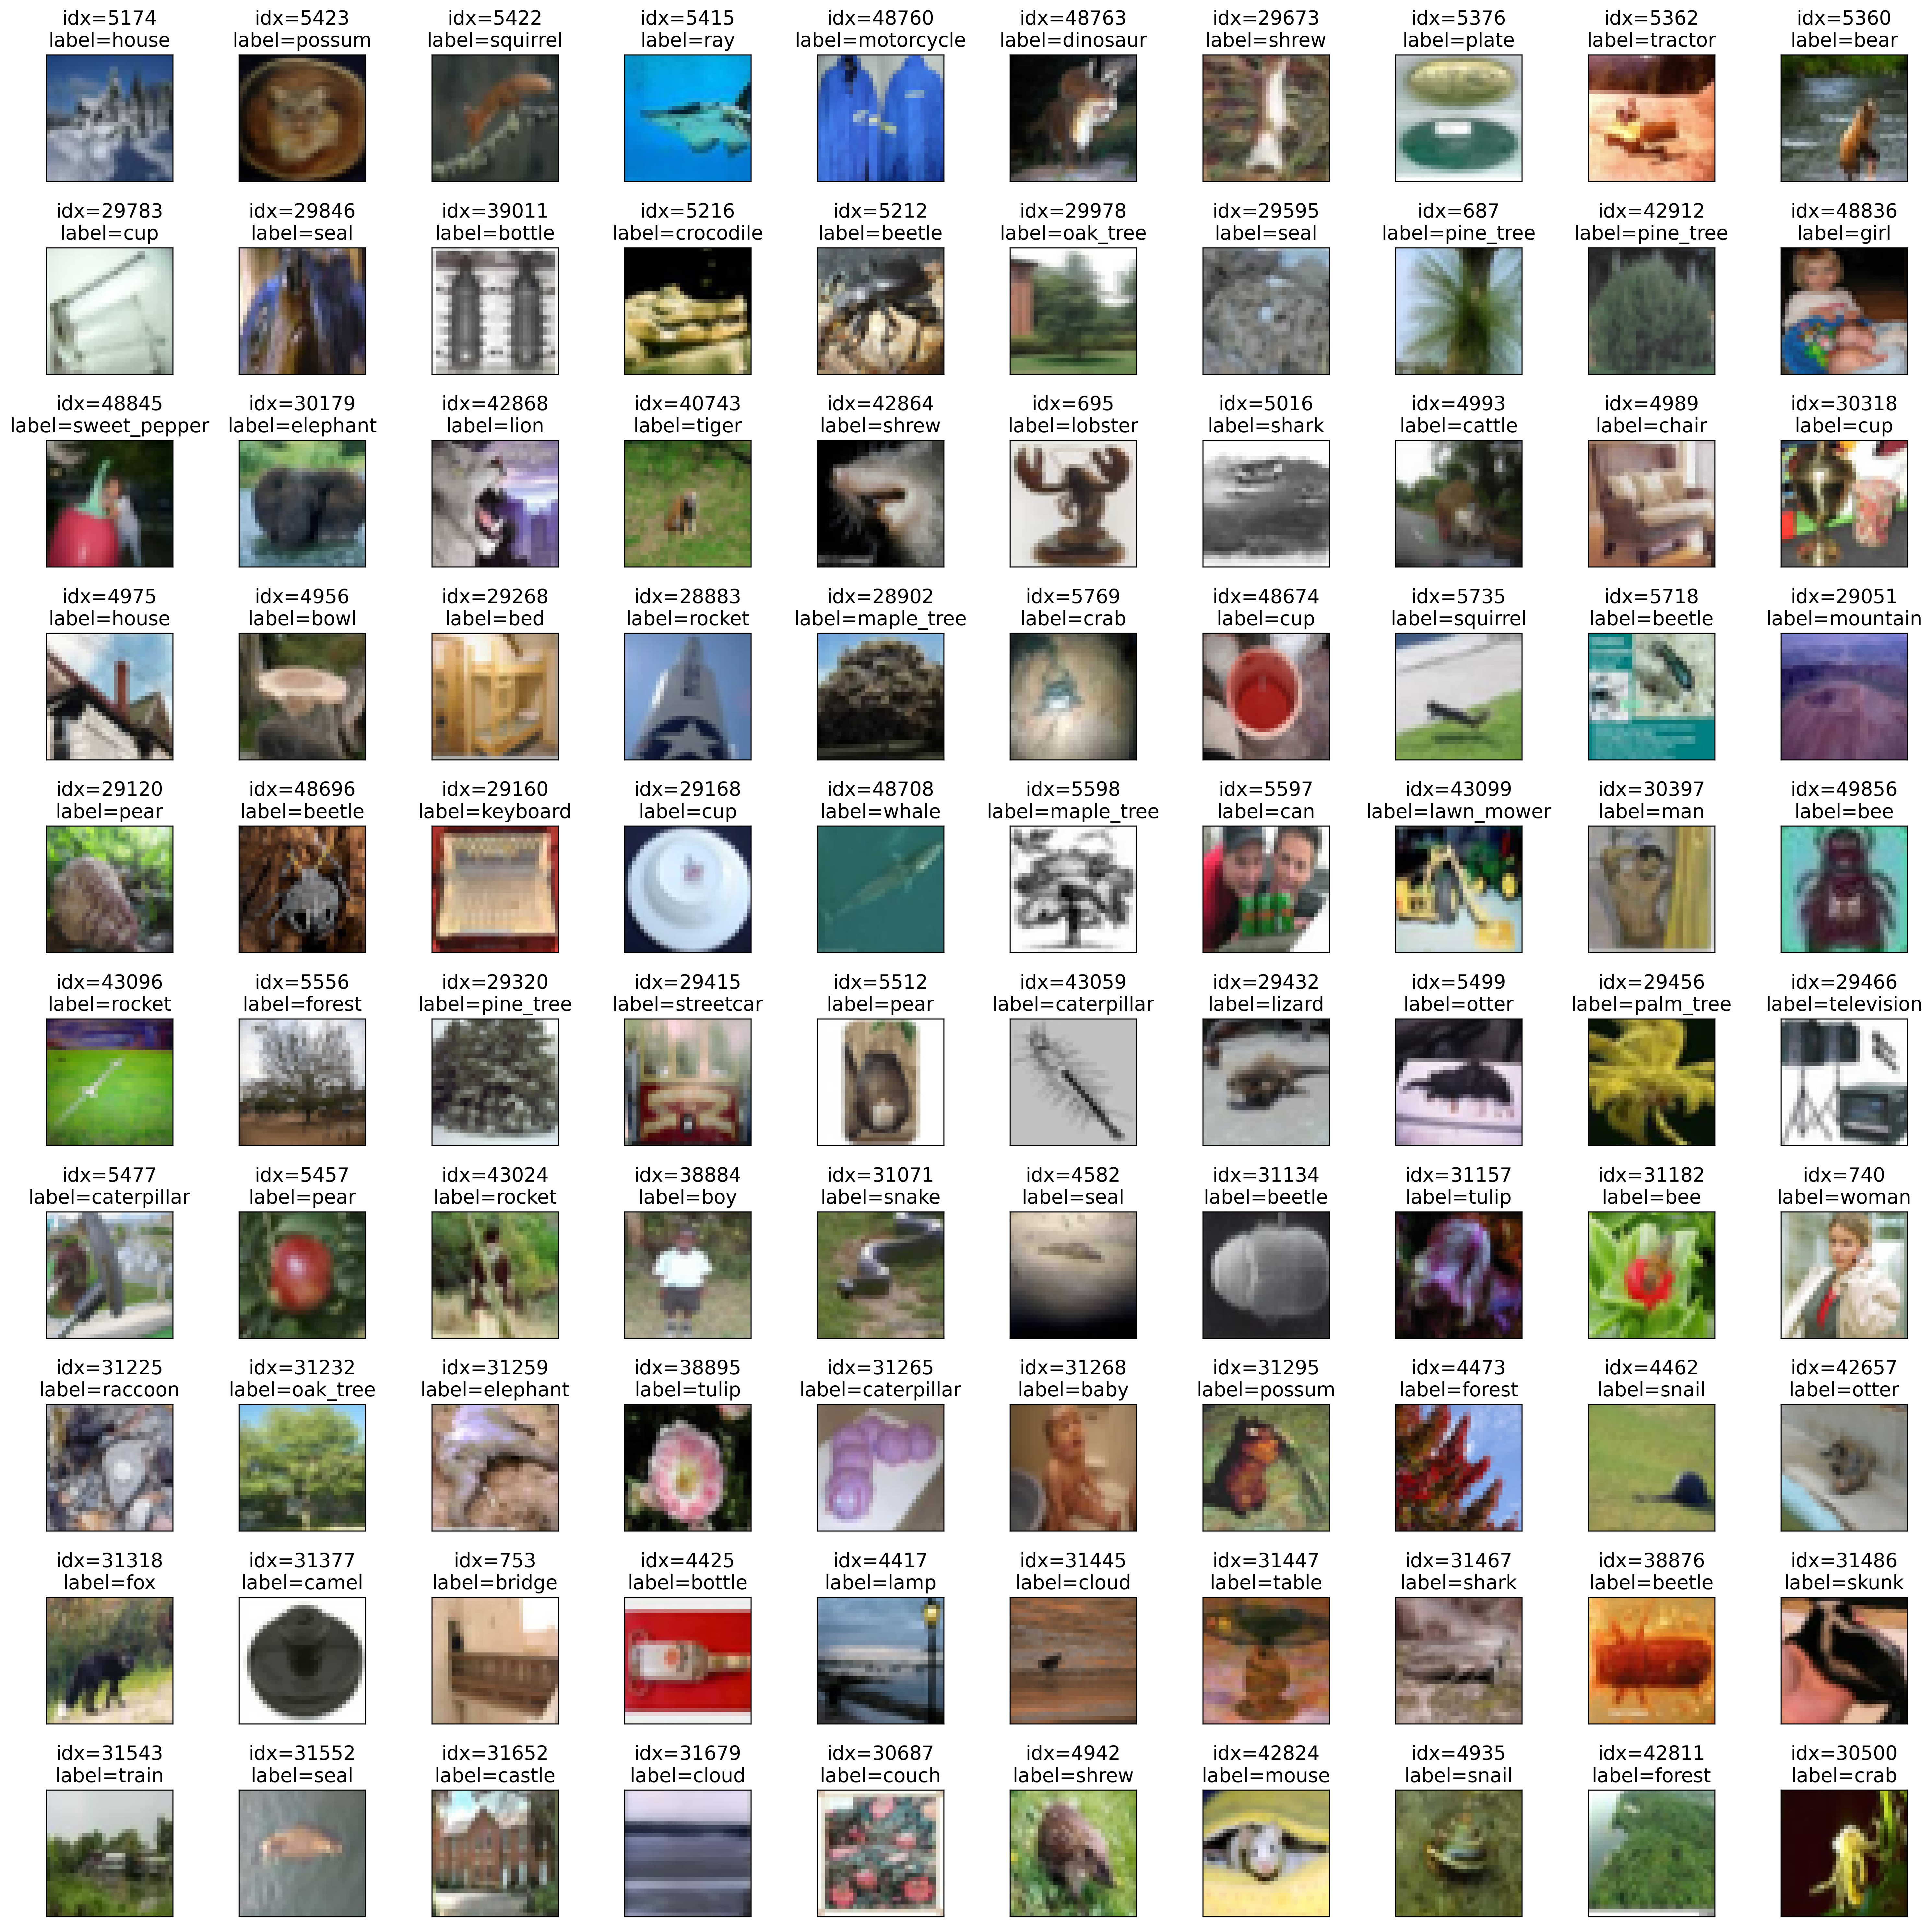 idx=5174 idx=5423 idx=5422 idx=5415 idx=48760 idx=48763 idx=29673 idx=5376 idx=5362 idx=5360
label=house label=possum label=squirrel label=ray label=motorcycle label=dinosaur label=shrew label=plate label=tractor label=bear
idx=29783 idx=29846 idx=39011 idx=5216 idx=5212 idx=29978 idx=29595 idx=687 idx=42912 idx=48836
label=cup label=seal label=bottle label=crocodile label=beetle label=oak_tree label=seal label=pine_tree label=pine_tree label=girl
idx=48845 idx=30179 idx=42868 idx=40743 idx=42864 idx=695 idx=5016 idx=4993 idx=4989 idx=30318
label=sweet_pepper label=elephant label=lion label=tiger label=shrew label=lobster label=shark label=cattle label=chair label=cup
idx=4975 idx=4956 idx=29268 idx=28883 idx=28902 idx=5769 idx=48674 idx=5735 idx=5718 idx=29051
label=house label=bowl label=bed label=rocket label=maple_tree label=crab label=cup label=squirrel label=beetle label=mountain
idx=29120 idx=48696 idx=29160 idx=29168 idx=48708 idx=5598 idx=5597 idx=43099 idx=30397 idx=49856
label=pear label=beetle label=keyboard label=cup label=whale label=maple_tree label=can label=lawn_mower label=man label=bee
idx=43096 idx=5556 idx=29320 idx=29415 idx=5512 idx=43059 idx=29432 idx=5499 idx=29456 idx=29466
label=rocket label=forest label=pine_tree label=streetcar label=pear label=caterpillar label=lizard label=otter label=palm_tree label=television
idx=5477 idx=5457 idx=43024 idx=38884 idx=31071 idx=4582 idx=31134 idx=31157 idx=31182 idx=740
label=caterpillar label=pear label=rocket label=boy label=snake label=seal label=beetle label=tulip label=bee label=woman
idx=31225 idx=31232 idx=31259 idx=38895 idx=31265 idx=31268 idx=31295 idx=4473 idx=4462 idx=42657
label=raccoon label=oak_tree label=elephant label=tulip label=caterpillar label=baby label=possum label=forest label=snail label=otter
idx=31318 idx=31377 idx=753 idx=4425 idx=4417 idx=31445 idx=31447 idx=31467 idx=38876 idx=31486
label=fox label=camel label=bridge label=bottle label=lamp label=cloud label=table label=shark label=beetle label=skunk
idx=31543 idx=31552 idx=31652 idx=31679 idx=30687 idx=4942 idx=42824 idx=4935 idx=42811 idx=30500
label=train label=seal label=castle label=cloud label=couch label=shrew label=mouse label=snail label=forest label=crab